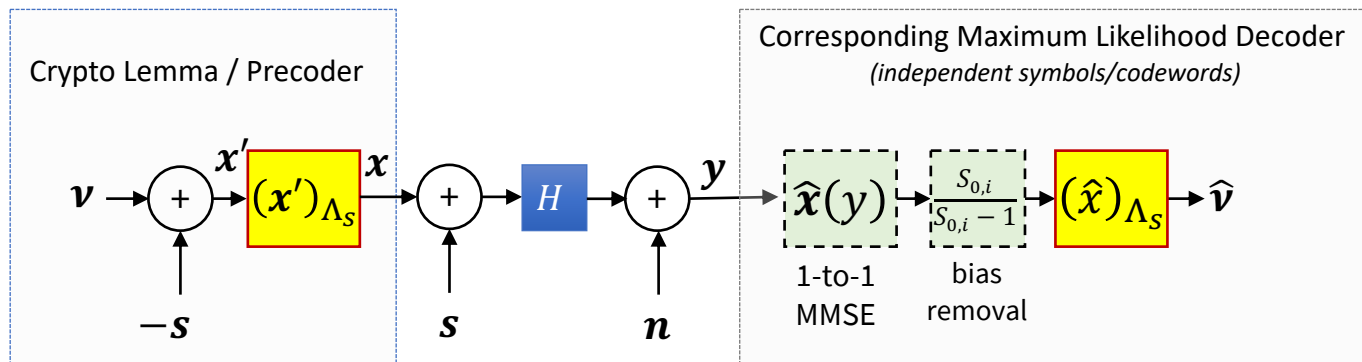 Crypto Lemma / Precoder
Corresponding Maximum Likelihood Decoder
(independent symbols/codewords)
ν
+
x′
(x′)Λs
x
+
H
+
y
x̂(y)
S0,i
S0,i − 1
(x̂)Λs
ν̂
−s
s
n
1-to-1
MMSE
bias
removal